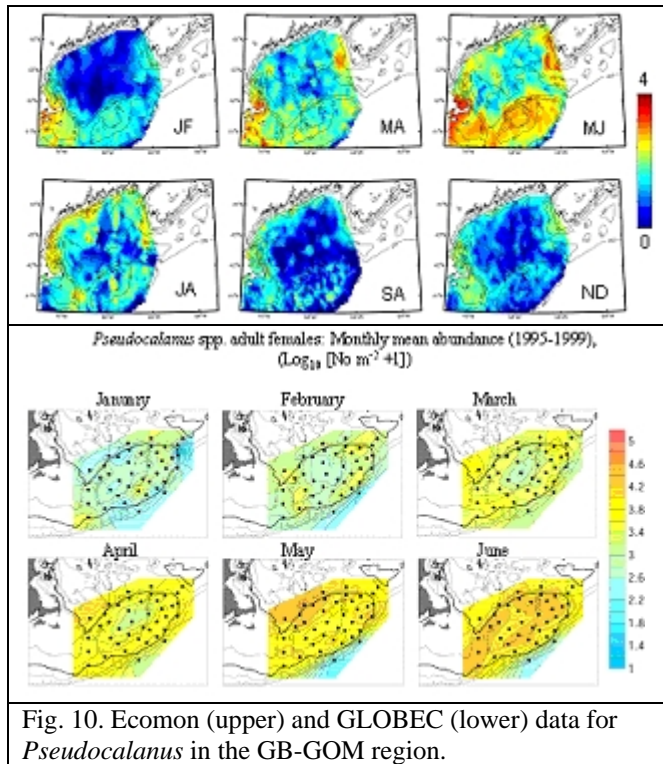 JF
MA
MJ
4
0
JA
SA
ND
Pseudocalanus spp. adult females: Monthly mean abundance (1995-1999),
(Log10 [No m-2 +1])
January
February
March
5
4.6
4.2
3.8
3.4
3
2.6
2.2
1.8
1.4
1
April
May
June
Fig. 10. Ecomon (upper) and GLOBEC (lower) data for
Pseudocalanus in the GB-GOM region.